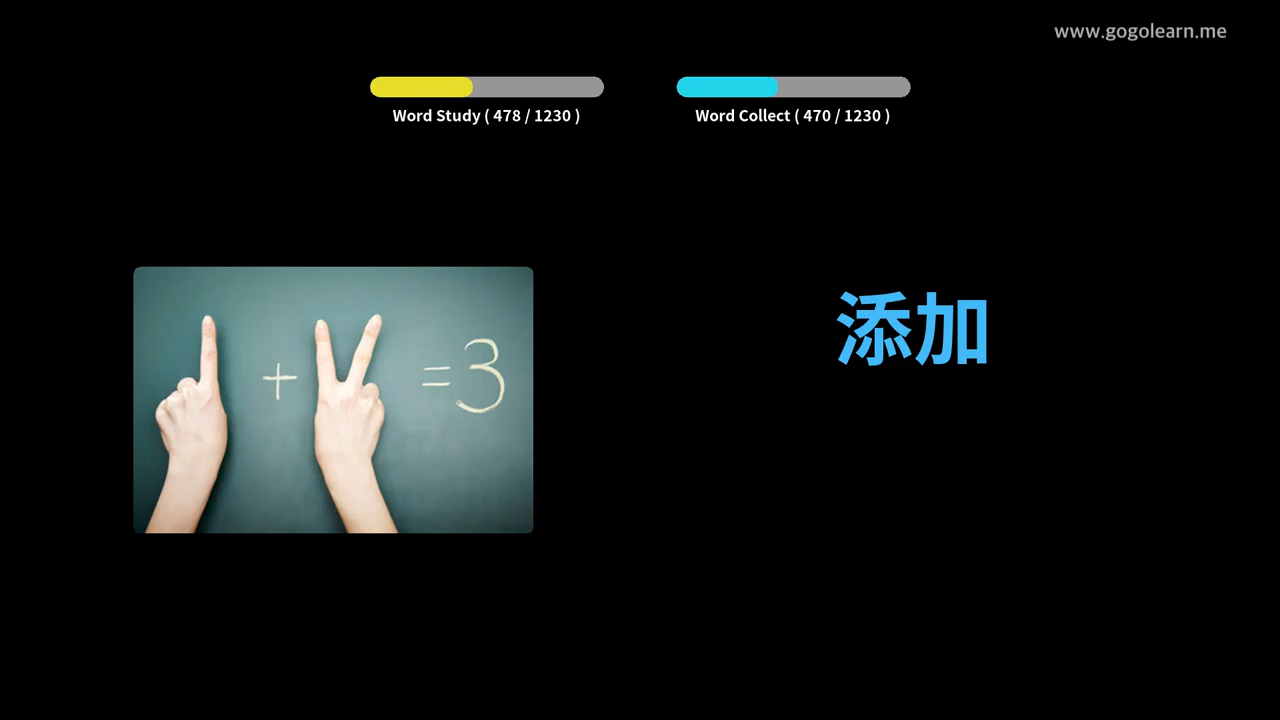 www.gogolearn.me
Word Study ( 478 / 1230 )
Word Collect ( 470 / 1230 )
添加
+ =3